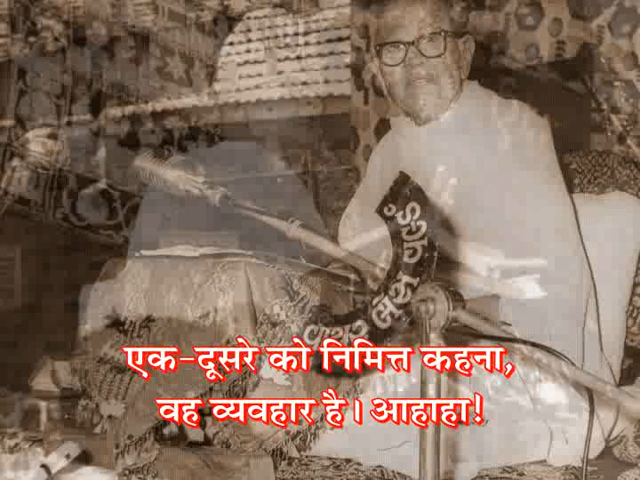 एक-दूसरे को निमित्त कहना,
वह व्यवहार है। आहाहा!